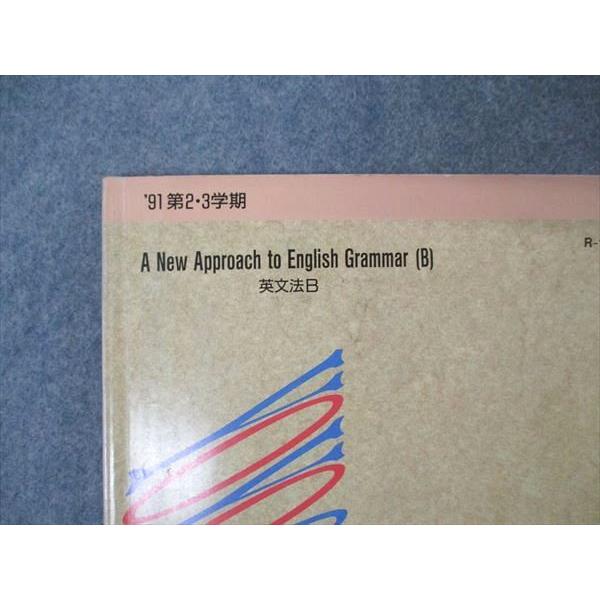 '91 第2・3学期
R-
A New Approach to English Grammar (B)
英文法B